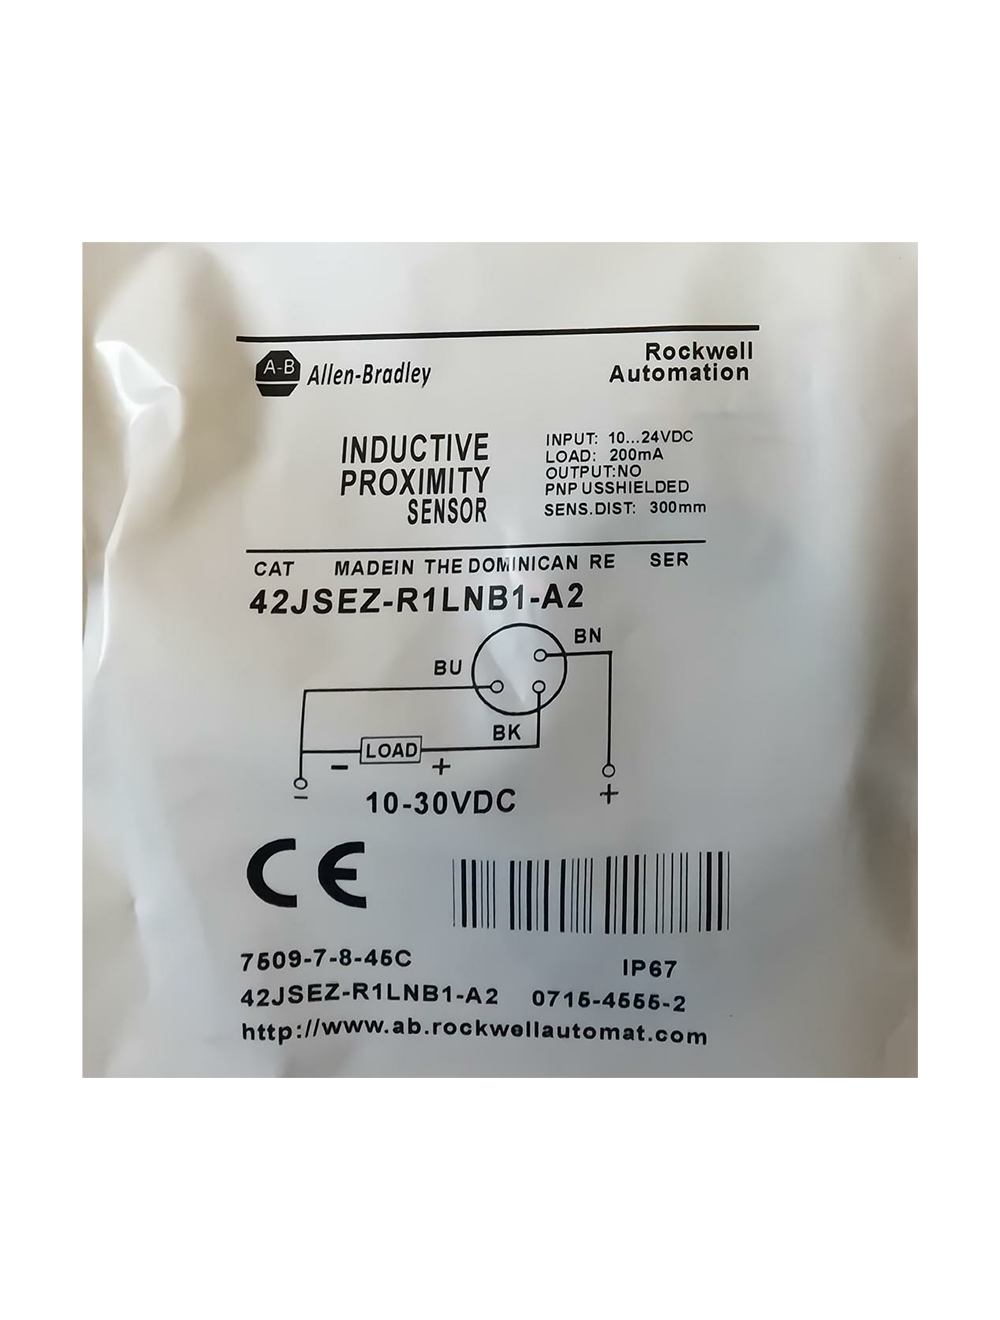 A-B Allen-Bradley
Rockwell
Automation
INDUCTIVE
PROXIMITY
SENSOR
INPUT: 10...24VDC
LOAD: 200mA
OUTPUT:NO
PNP USSHIELDED
SENS.DIST: 300mm
CAT MADEIN THE DOMINICAN RE SER
42JSEZ-R1LNB1-A2
BN
BU
BK
LOAD
− +
− 10-30VDC +
CE
7509-7-8-45C IP67
42JSEZ-R1LNB1-A2 0715-4555-2
http://www.ab.rockwellautomat.com